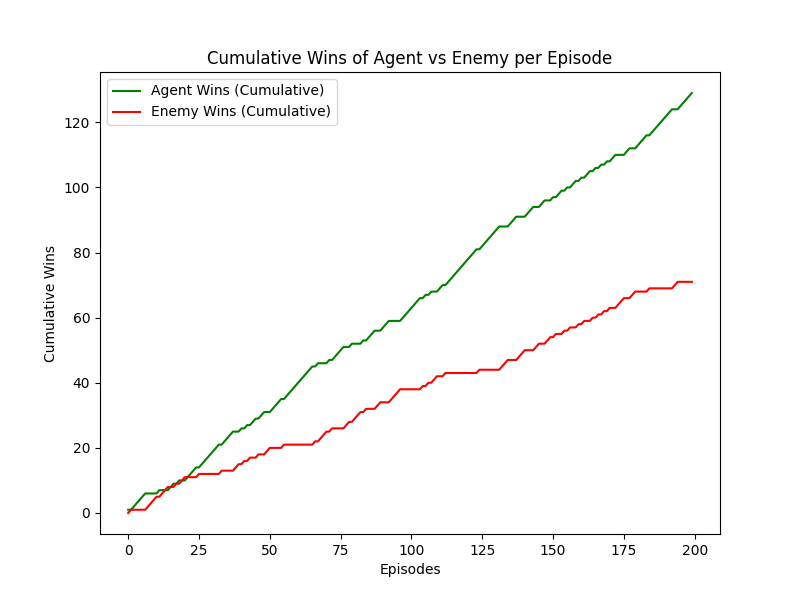 Cumulative Wins of Agent vs Enemy per Episode
Agent Wins (Cumulative)
Enemy Wins (Cumulative)
Cumulative Wins
120
100
80
60
40
20
0
0 25 50 75 100 125 150 175 200
Episodes